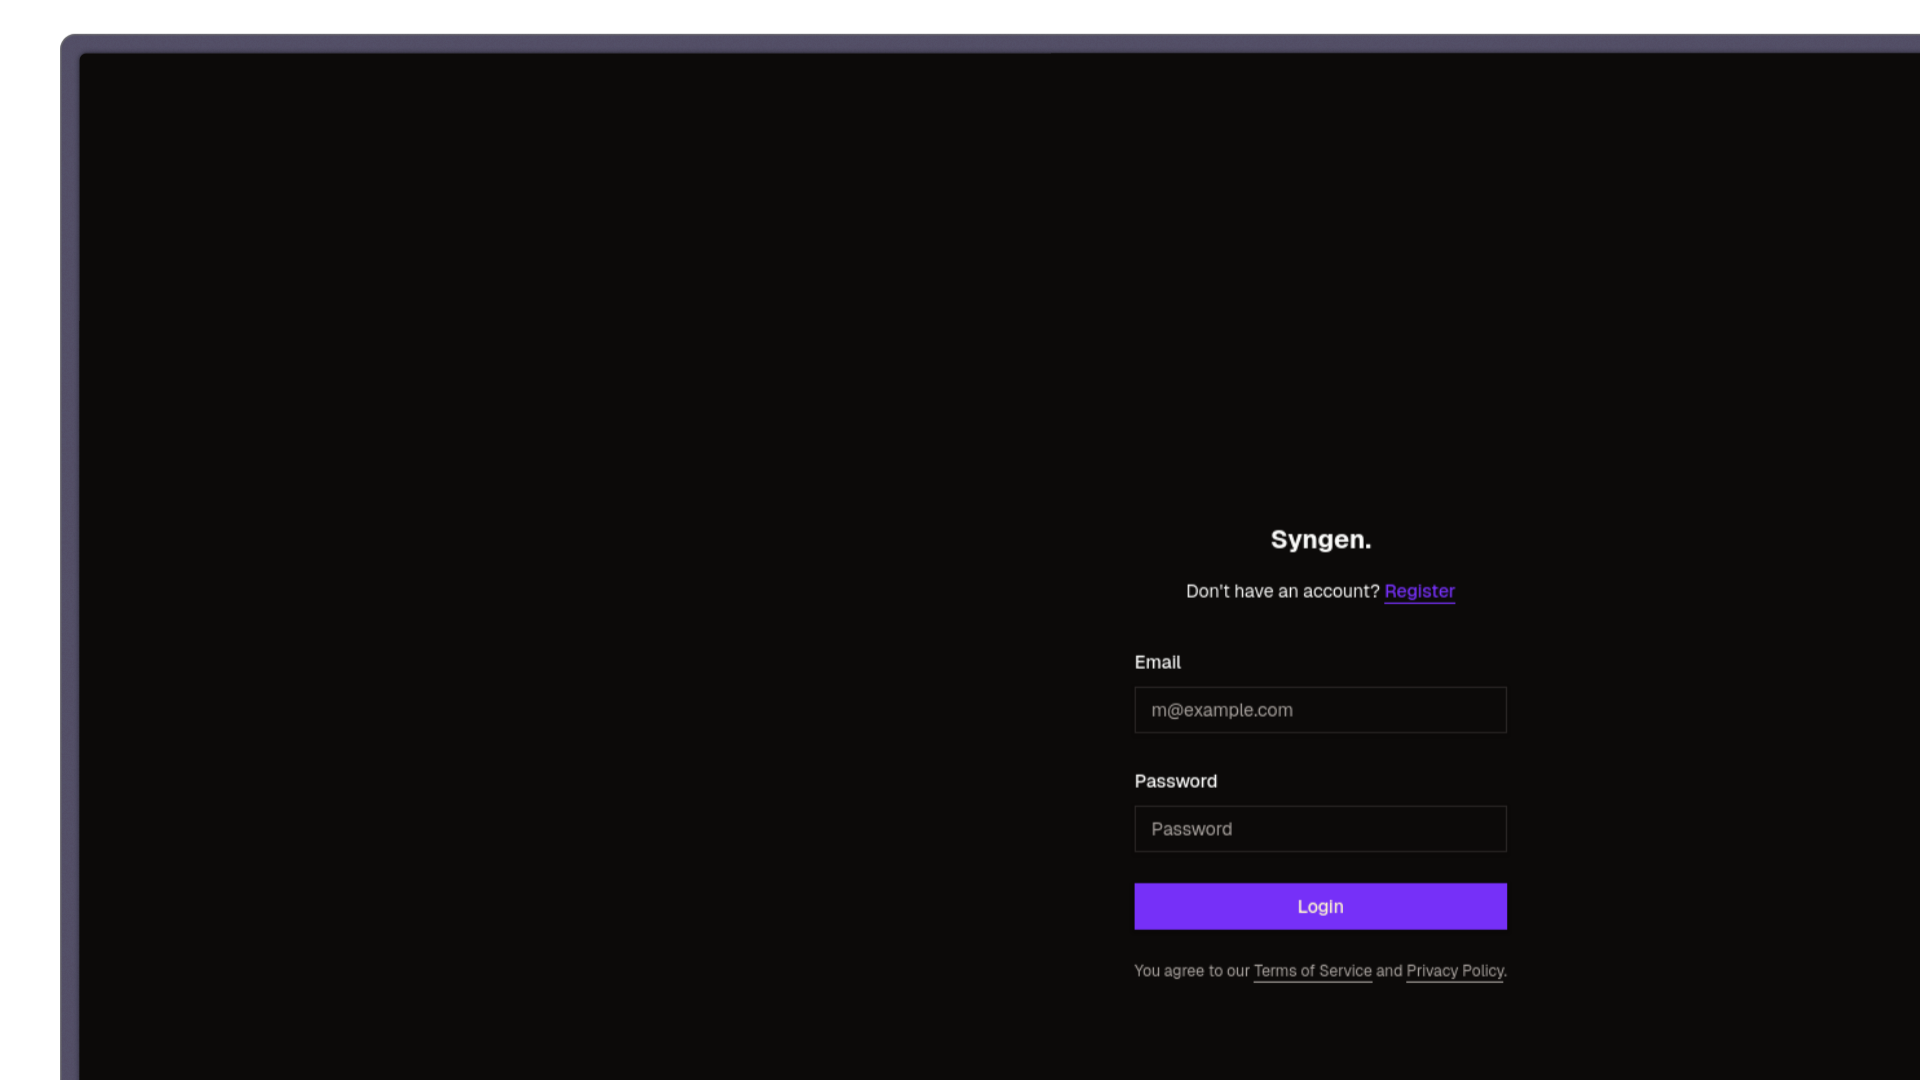 Syngen.
Don't have an account? Register
Email
m@example.com
Password
Password
Login
You agree to our Terms of Service and Privacy Policy.